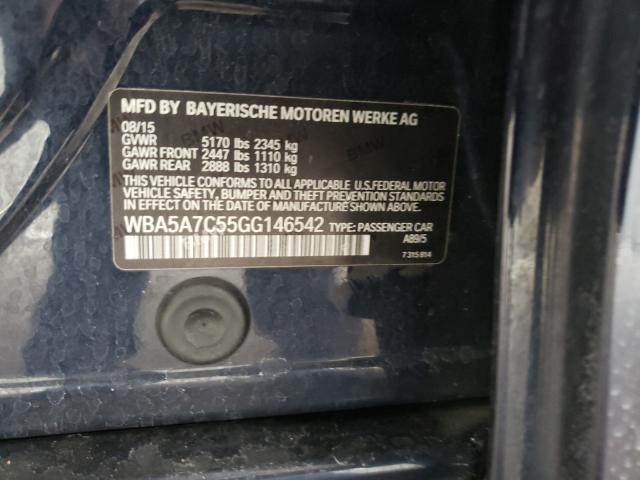 MFD BY BAYERISCHE MOTOREN WERKE AG
08/15
GVWR 5170 lbs 2345 kg
GAWR FRONT 2447 lbs 1110 kg
GAWR REAR 2888 lbs 1310 kg
THIS VEHICLE CONFORMS TO ALL APPLICABLE U.S. FEDERAL MOTOR
VEHICLE SAFETY, BUMPER AND THEFT PREVENTION STANDARDS
IN EFFECT ON THE DATE OF MANUFACTURE SHOWN ABOVE.
WBA5A7C55GG146542 TYPE: PASSENGER CAR
A89/5
7 315 814